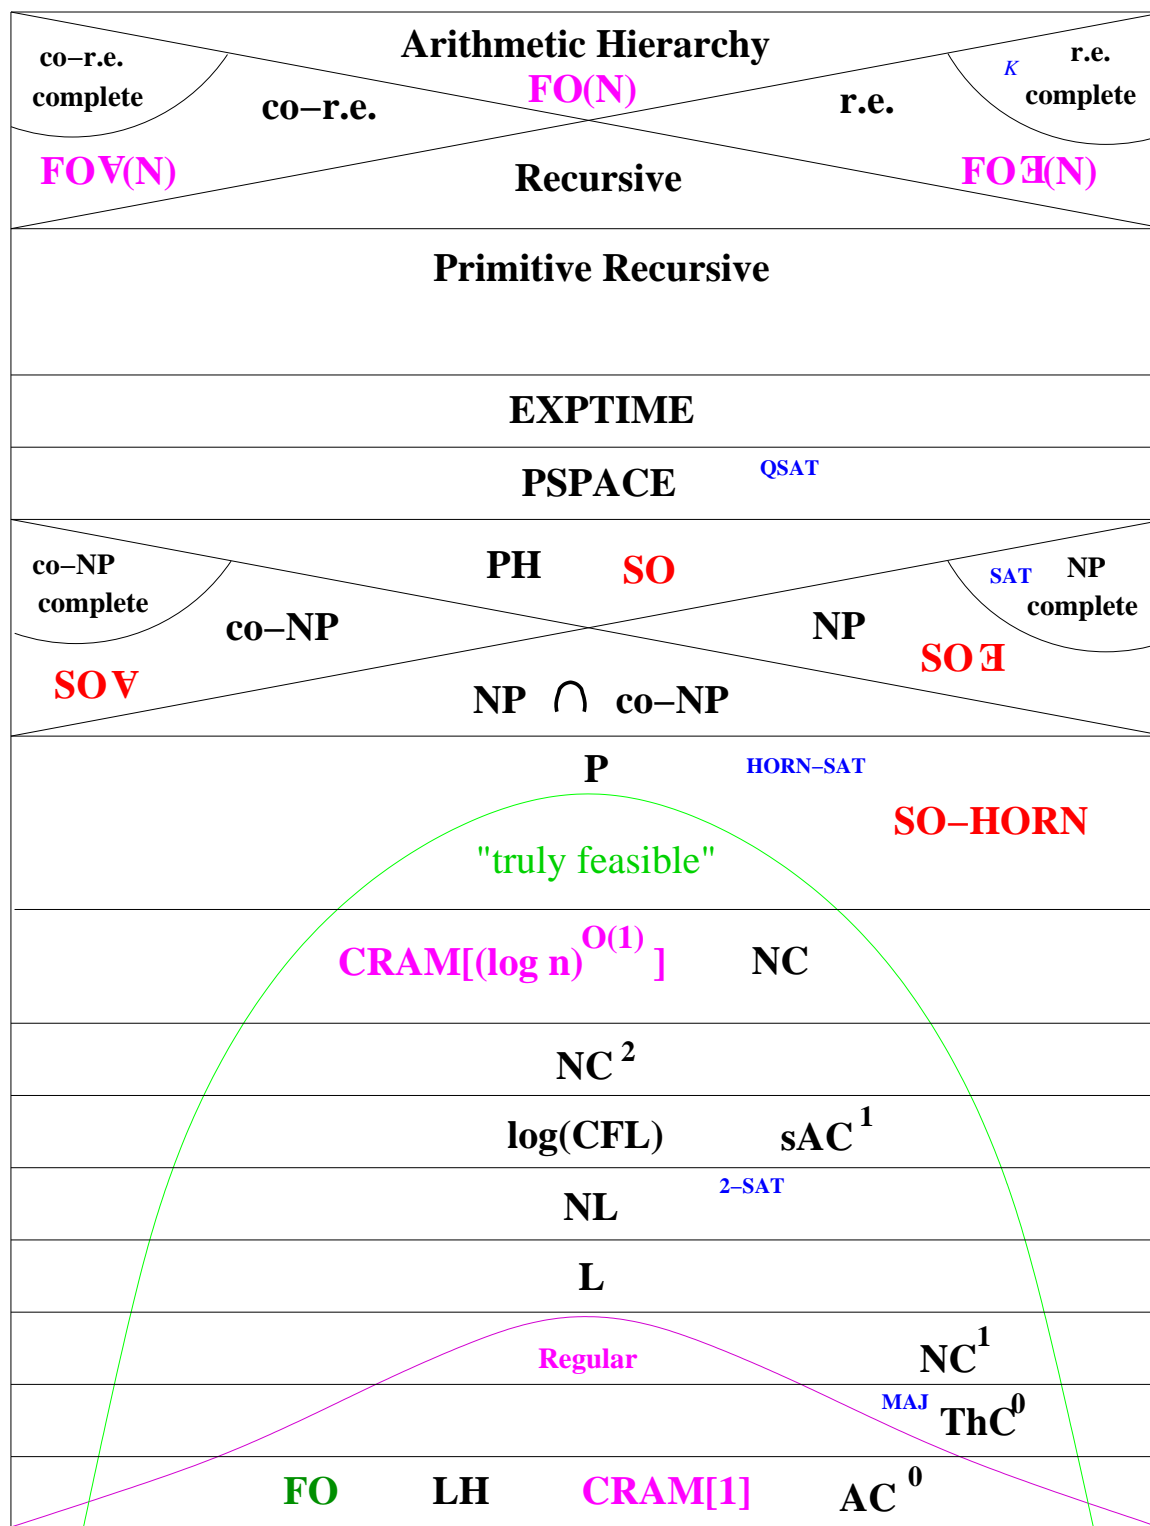 Arithmetic Hierarchy
FO(N)
co–r.e.
complete
co–r.e.
r.e.
K r.e.
complete
FO∀(N)
FO∃(N)
Recursive
Primitive Recursive
EXPTIME
PSPACE QSAT
PH SO
co–NP
complete
co–NP
NP
SAT NP
complete
SO∀
SO∃
NP ∩ co–NP
P HORN–SAT
SO–HORN
"truly feasible"
CRAM[(log n)^O(1) ] NC
NC^2
log(CFL) sAC^1
NL 2–SAT
L
Regular NC^1
MAJ ThC^0
FO LH CRAM[1] AC^0